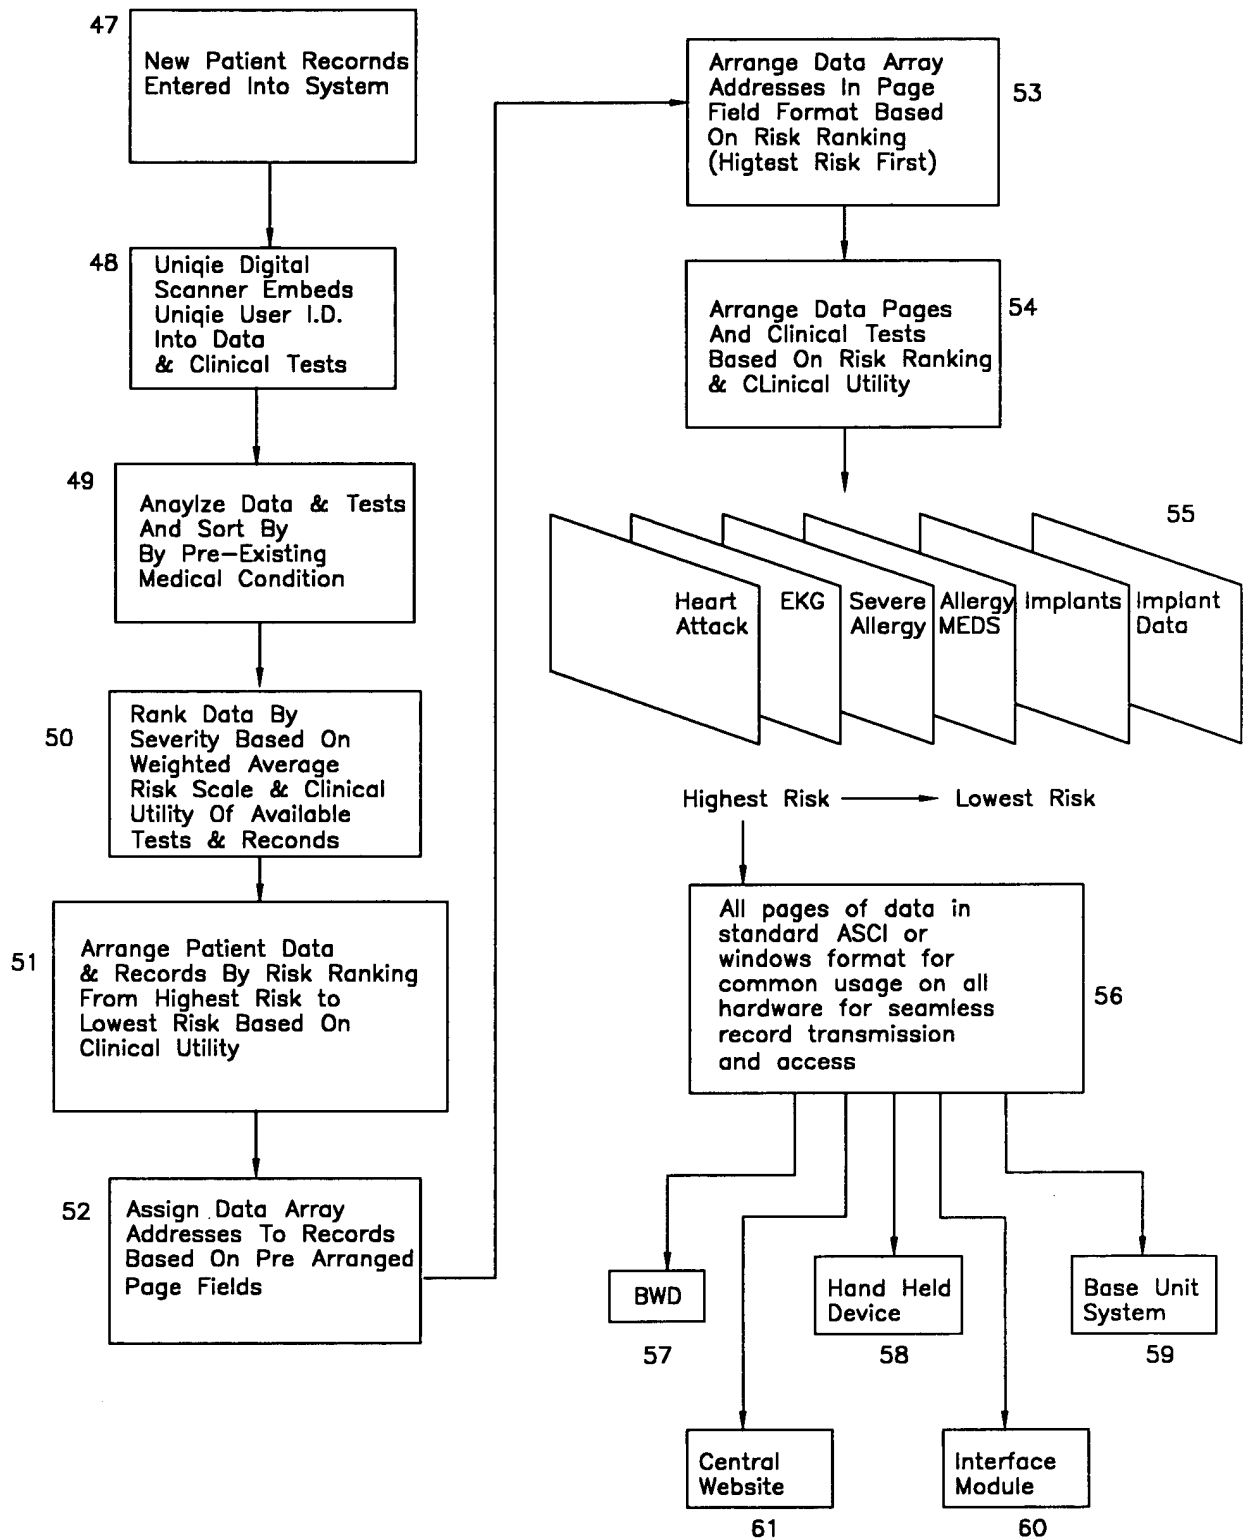 47
New Patient Recornds
Entered Into System
48
Uniqie Digital
Scanner Embeds
Uniqie User I.D.
Into Data
& Clinical Tests
49
Anaylze Data & Tests
And Sort By
By Pre-Existing
Medical Condition
50
Rank Data By
Severity Based On
Weighted Average
Risk Scale & Clinical
Utility Of Available
Tests & Reconds
51
Arrange Patient Data
& Records By Risk Ranking
From Highest Risk to
Lowest Risk Based On
Clinical Utility
52
Assign Data Array
Addresses To Records
Based On Pre Arranged
Page Fields
53
Arrange Data Array
Addresses In Page
Field Format Based
On Risk Ranking
(Higtest Risk First)
54
Arrange Data Pages
And Clinical Tests
Based On Risk Ranking
& CLinical Utility
55
Heart
Attack
EKG
Severe
Allergy
Allergy
MEDS
Implants
Implant
Data
Highest Risk
Lowest Risk
All pages of data in
standard ASCI or
windows format for
common usage on all
hardware for seamless
record transmission
and access
56
BWD
57
Hand Held
Device
58
Base Unit
System
59
Central
Website
61
Interface
Module
60